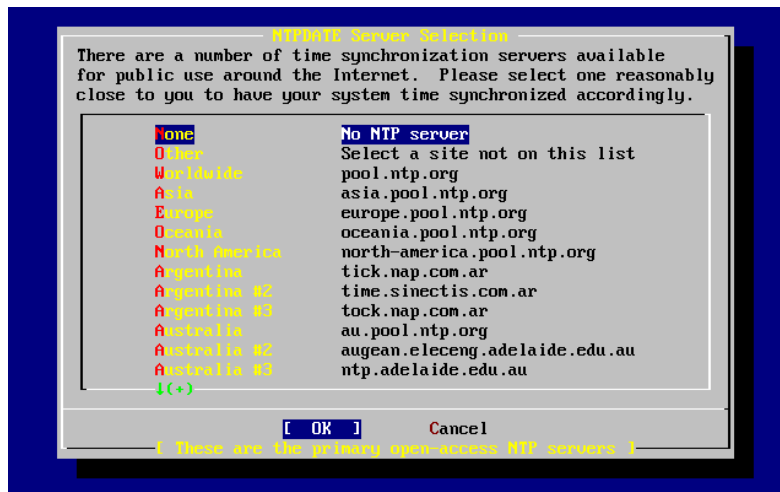 NTPDATE Server Selection
There are a number of time synchronization servers available
for public use around the Internet.  Please select one reasonably
close to you to have your system time synchronized accordingly.
None No NTP server
Other Select a site not on this list
Worldwide pool.ntp.org
Asia asia.pool.ntp.org
Europe europe.pool.ntp.org
Oceania oceania.pool.ntp.org
North America north-america.pool.ntp.org
Argentina tick.nap.com.ar
Argentina #2 time.sinectis.com.ar
Argentina #3 tock.nap.com.ar
Australia au.pool.ntp.org
Australia #2 augean.eleceng.adelaide.edu.au
Australia #3 ntp.adelaide.edu.au
↓(+)
[ OK ] Cancel
[ These are the primary open-access NTP servers ]